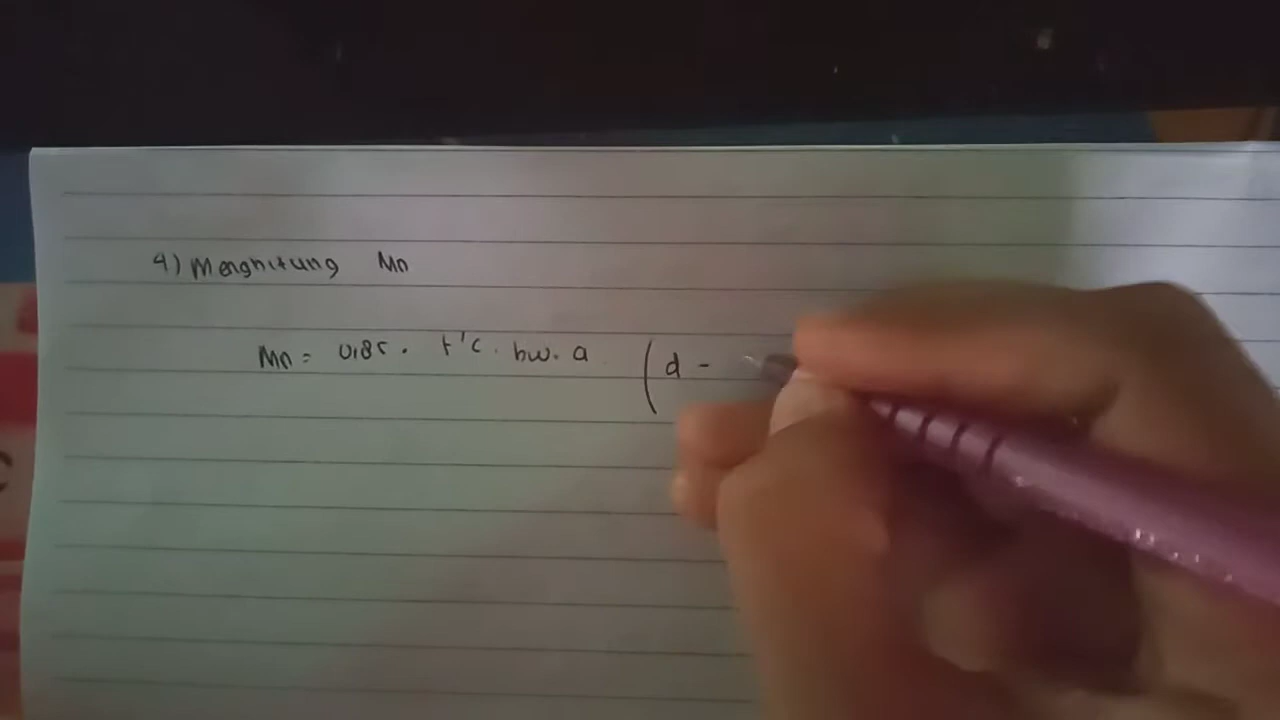 4) Menghitung Mn
Mn = 0,85 . f'c . bw . a ( d -